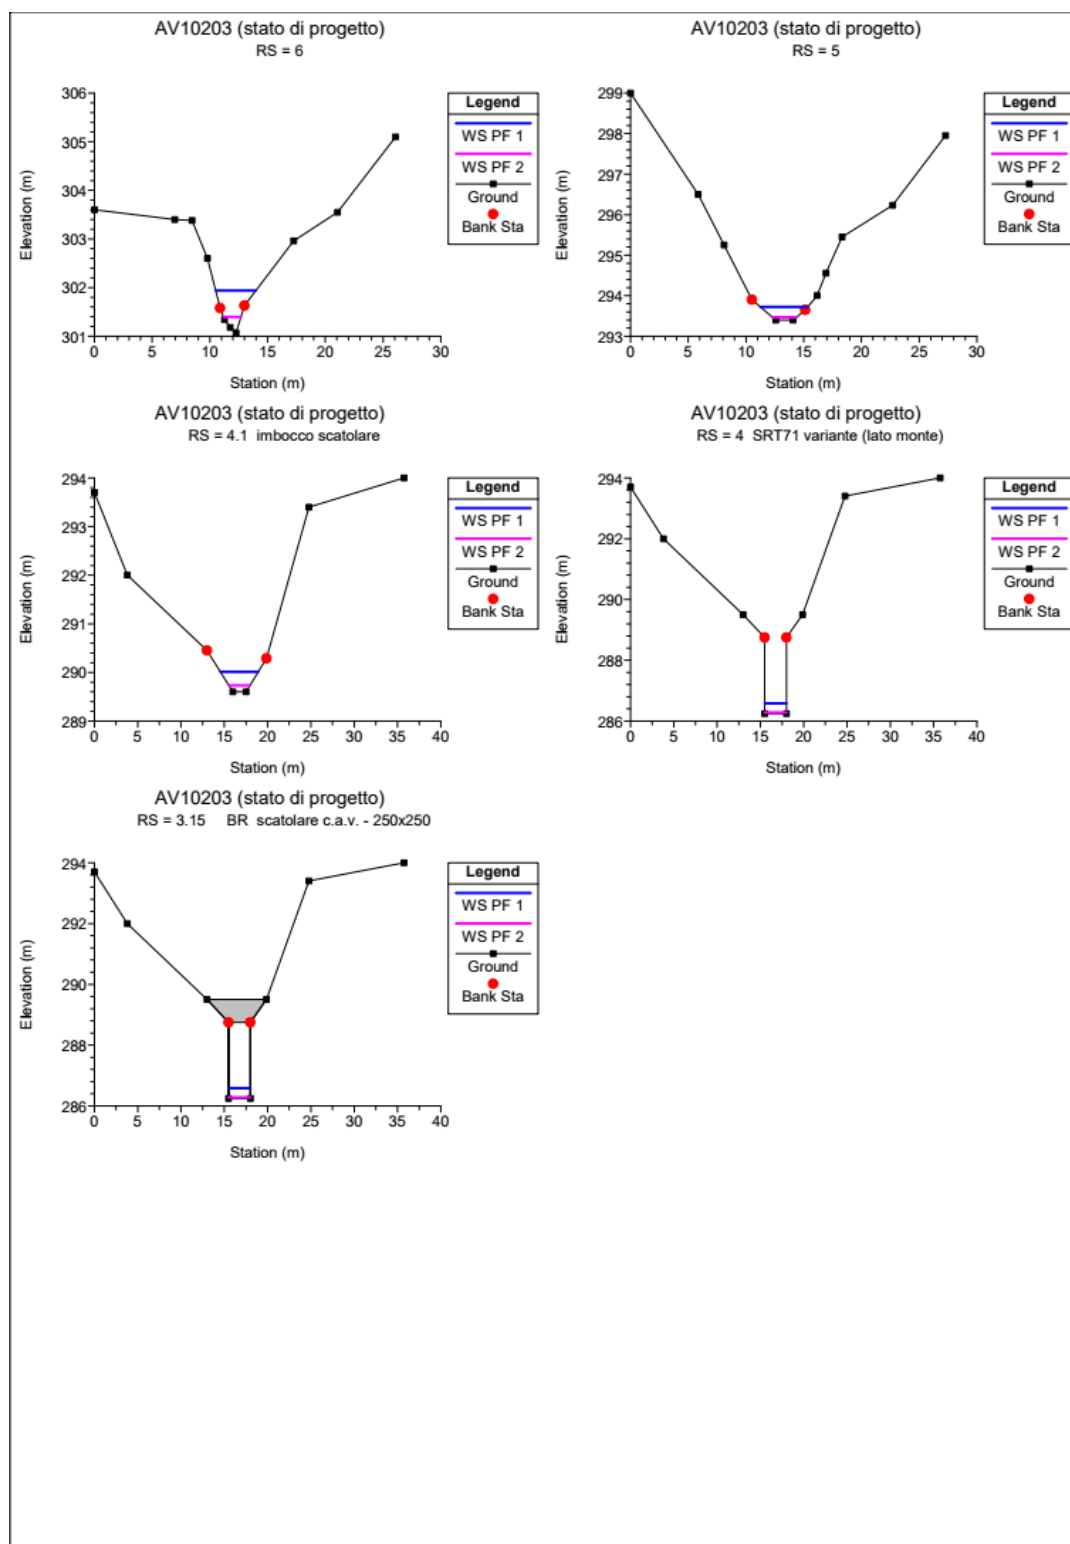 AV10203 (stato di progetto)
RS = 6
306
305
304
303
302
301
0 5 10 15 20 25 30
Elevation (m)
Station (m)
Legend
WS PF 1
WS PF 2
Ground
Bank Sta
AV10203 (stato di progetto)
RS = 5
299
298
297
296
295
294
293
0 5 10 15 20 25 30
Elevation (m)
Station (m)
Legend
WS PF 1
WS PF 2
Ground
Bank Sta
AV10203 (stato di progetto)
RS = 4.1 imbocco scatolare
294
293
292
291
290
289
0 5 10 15 20 25 30 35 40
Elevation (m)
Station (m)
Legend
WS PF 1
WS PF 2
Ground
Bank Sta
AV10203 (stato di progetto)
RS = 4 SRT71 variante (lato monte)
294
292
290
288
286
0 5 10 15 20 25 30 35 40
Elevation (m)
Station (m)
Legend
WS PF 1
WS PF 2
Ground
Bank Sta
AV10203 (stato di progetto)
RS = 3.15 BR scatolare c.a.v. - 250x250
294
292
290
288
286
0 5 10 15 20 25 30 35 40
Elevation (m)
Station (m)
Legend
WS PF 1
WS PF 2
Ground
Bank Sta